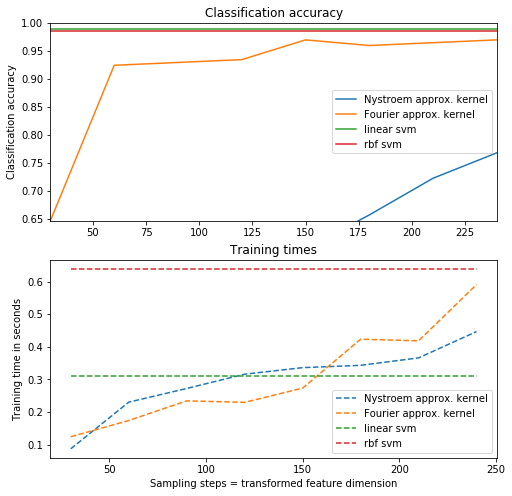 Classification accuracy
Classification accuracy
1.00
0.95
0.90
0.85
0.80
0.75
0.70
0.65
Nystroem approx. kernel
Fourier approx. kernel
linear svm
rbf svm
50 75 100 125 150 175 200 225
Training times
Training time in seconds
0.6
0.5
0.4
0.3
0.2
0.1
Nystroem approx. kernel
Fourier approx. kernel
linear svm
rbf svm
50 100 150 200 250
Sampling steps = transformed feature dimension